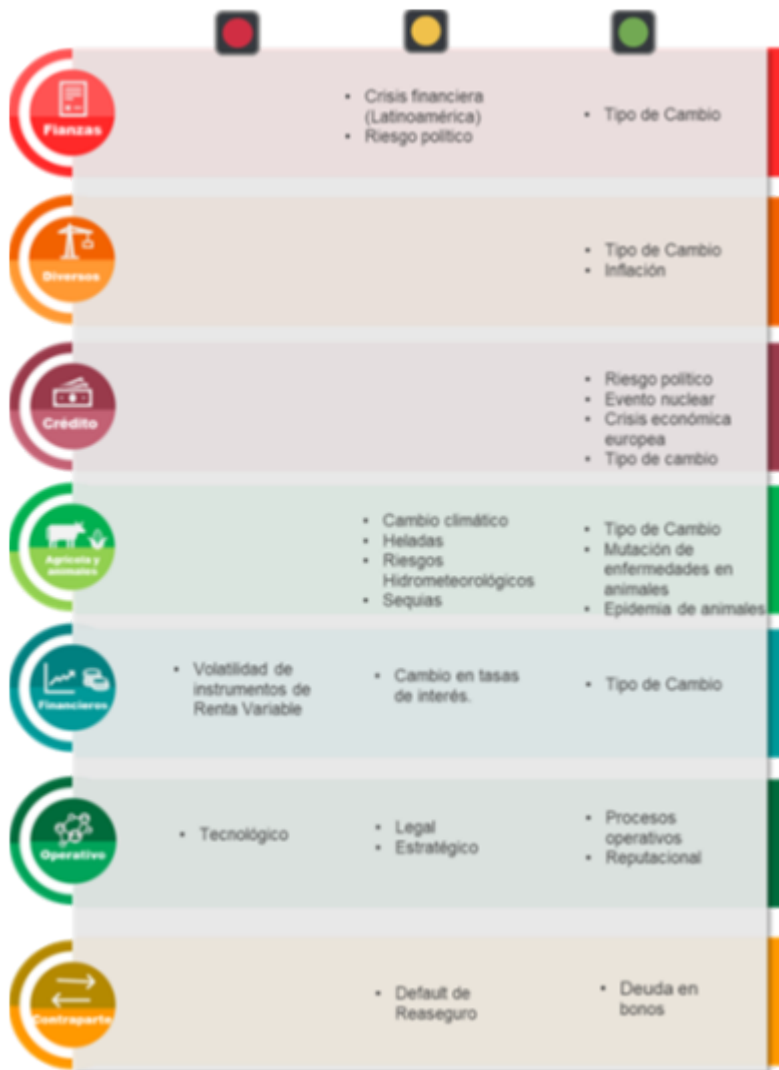 Fianzas
• Crisis financiera
(Latinoamérica)
• Riesgo político
• Tipo de Cambio
Diversos
• Tipo de Cambio
• Inflación
Crédito
• Riesgo político
• Evento nuclear
• Crisis económica
europea
• Tipo de cambio
Agrícola y
animales
• Cambio climático
• Heladas
• Riesgos
Hidrometeorológicos
• Sequias
• Tipo de Cambio
• Mutación de
enfermedades en
animales
• Epidemia de animales
Financieros
• Volatilidad de
instrumentos de
Renta Variable
• Cambio en tasas
de interés.
• Tipo de Cambio
Operativo
• Tecnológico
• Legal
• Estratégico
• Procesos
operativos
• Reputacional
Contraparte
• Default de
Reaseguro
• Deuda en
bonos